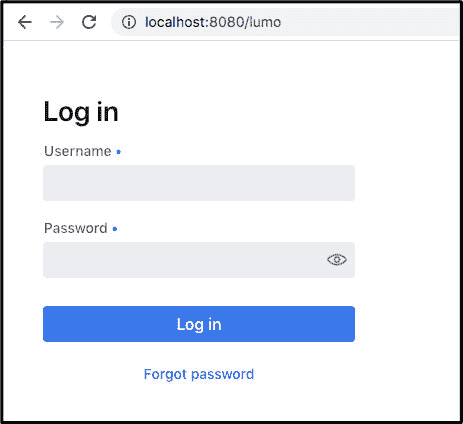 localhost:8080/lumo
Log in
Username •
Password •
Log in
Forgot password